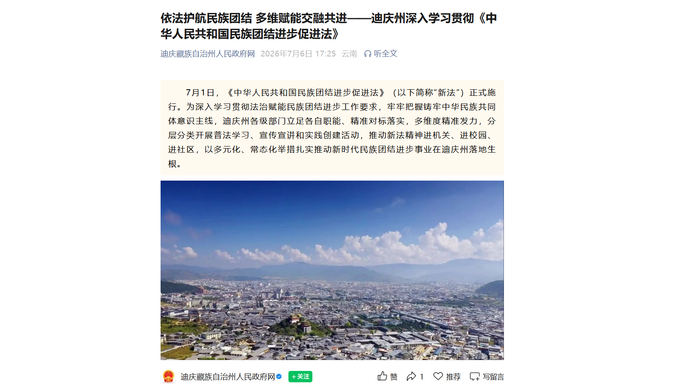 依法护航民族团结 多维赋能交融共进——迪庆州深入学习贯彻《中
华人民共和国民族团结进步促进法》
迪庆藏族自治州人民政府网 2026年7月6日 17:25 云南 听全文
7月1日，《中华人民共和国民族团结进步促进法》（以下简称“新法”）正式施
行。为深入学习贯彻法治赋能民族团结进步工作要求，牢牢把握铸牢中华民族共同
体意识主线，迪庆州各级部门立足各自职能、精准对标落实，多维度精准发力，分
层分类开展普法学习、宣传宣讲和实践创建活动，推动新法精神进机关、进校园、
进社区，以多元化、常态化举措扎实推动新时代民族团结进步事业在迪庆州落地生
根。
迪庆藏族自治州人民政府网 +关注 赞 1 推荐 写留言